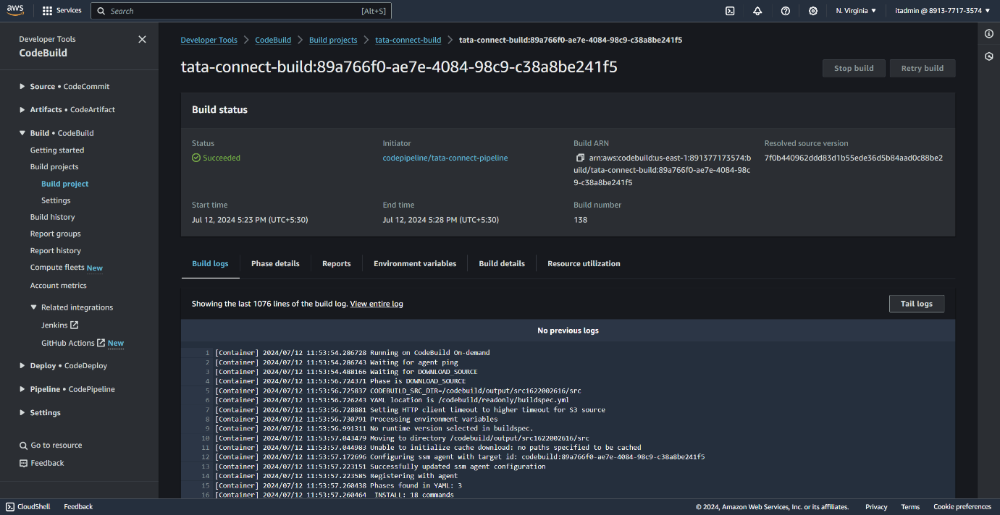 aws Services Search [Alt+S] N. Virginia itadmin @ 8913-7717-3574
Developer Tools
CodeBuild
Source • CodeCommit
Artifacts • CodeArtifact
Build • CodeBuild
Getting started
Build projects
Build project
Settings
Build history
Report groups
Report history
Compute fleets New
Account metrics
Related integrations
Jenkins
GitHub Actions New
Deploy • CodeDeploy
Pipeline • CodePipeline
Settings
Go to resource
Feedback
Developer Tools > CodeBuild > Build projects > tata-connect-build > tata-connect-build:89a766f0-ae7e-4084-98c9-c38a8be241f5
tata-connect-build:89a766f0-ae7e-4084-98c9-c38a8be241f5
Stop build Retry build
Build status
Status
Succeeded
Initiator
codepipeline/tata-connect-pipeline
Build ARN
arn:aws:codebuild:us-east-1:891377173574:b
uild/tata-connect-build:89a766f0-ae7e-4084-98c
9-c38a8be241f5
Resolved source version
7f0b440962ddd83d1b55ede36d5b84aad0c88be2
Start time
Jul 12, 2024 5:23 PM (UTC+5:30)
End time
Jul 12, 2024 5:28 PM (UTC+5:30)
Build number
138
Build logs Phase details Reports Environment variables Build details Resource utilization
Showing the last 1076 lines of the build log. View entire log
Tail logs
No previous logs
1 [Container] 2024/07/12 11:53:54.286728 Running on CodeBuild On-demand
2 [Container] 2024/07/12 11:53:54.286743 Waiting for agent ping
3 [Container] 2024/07/12 11:53:54.488166 Waiting for DOWNLOAD_SOURCE
4 [Container] 2024/07/12 11:53:56.724371 Phase is DOWNLOAD_SOURCE
5 [Container] 2024/07/12 11:53:56.725837 CODEBUILD_SRC_DIR=/codebuild/output/src1622002616/src
6 [Container] 2024/07/12 11:53:56.726243 YAML location is /codebuild/readonly/buildspec.yml
7 [Container] 2024/07/12 11:53:56.728881 Setting HTTP client timeout to higher timeout for S3 source
8 [Container] 2024/07/12 11:53:56.730791 Processing environment variables
9 [Container] 2024/07/12 11:53:56.991311 No runtime version selected in buildspec.
10 [Container] 2024/07/12 11:53:57.043479 Moving to directory /codebuild/output/src1622002616/src
11 [Container] 2024/07/12 11:53:57.044983 Unable to initialize cache download: no paths specified to be cached
12 [Container] 2024/07/12 11:53:57.172696 Configuring ssm agent with target id: codebuild:89a766f0-ae7e-4084-98c9-c38a8be241f5
13 [Container] 2024/07/12 11:53:57.223151 Successfully updated ssm agent configuration
14 [Container] 2024/07/12 11:53:57.223585 Registering with agent
15 [Container] 2024/07/12 11:53:57.260438 Phases found in YAML: 3
16 [Container] 2024/07/12 11:53:57.260464 INSTALL: 18 commands
CloudShell Feedback © 2024, Amazon Web Services, Inc. or its affiliates. Privacy Terms Cookie preferences